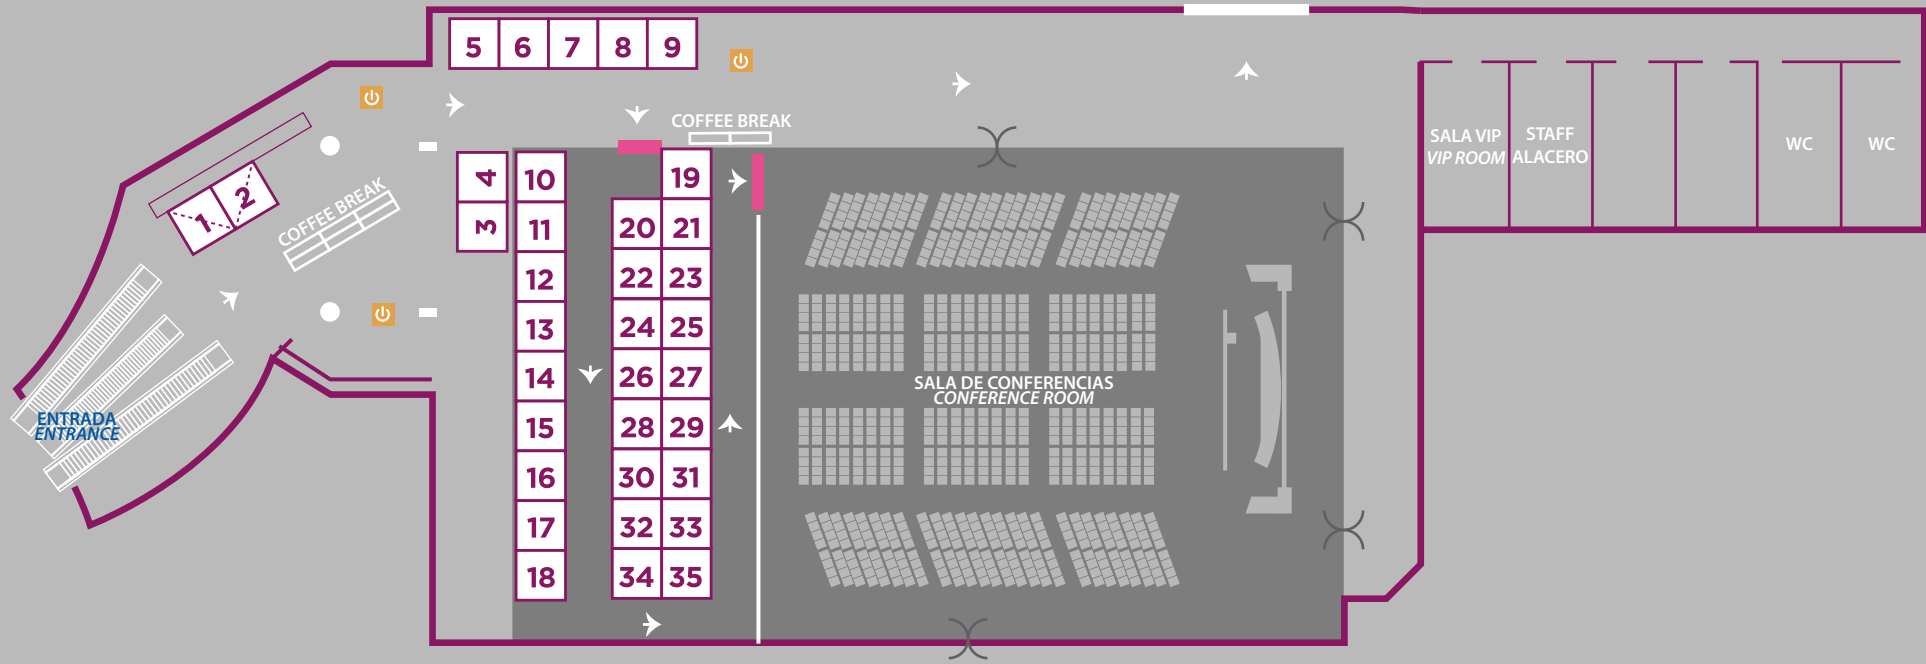 5 6 7 8 9
COFFEE BREAK
SALA VIP
VIP ROOM
STAFF
ALACERO
WC
WC
1 2
COFFEE BREAK
4
3
10
11
12
13
14
15
16
17
18
19
20 21
22 23
24 25
26 27
28 29
30 31
32 33
34 35
SALA DE CONFERENCIAS
CONFERENCE ROOM
ENTRADA
ENTRANCE